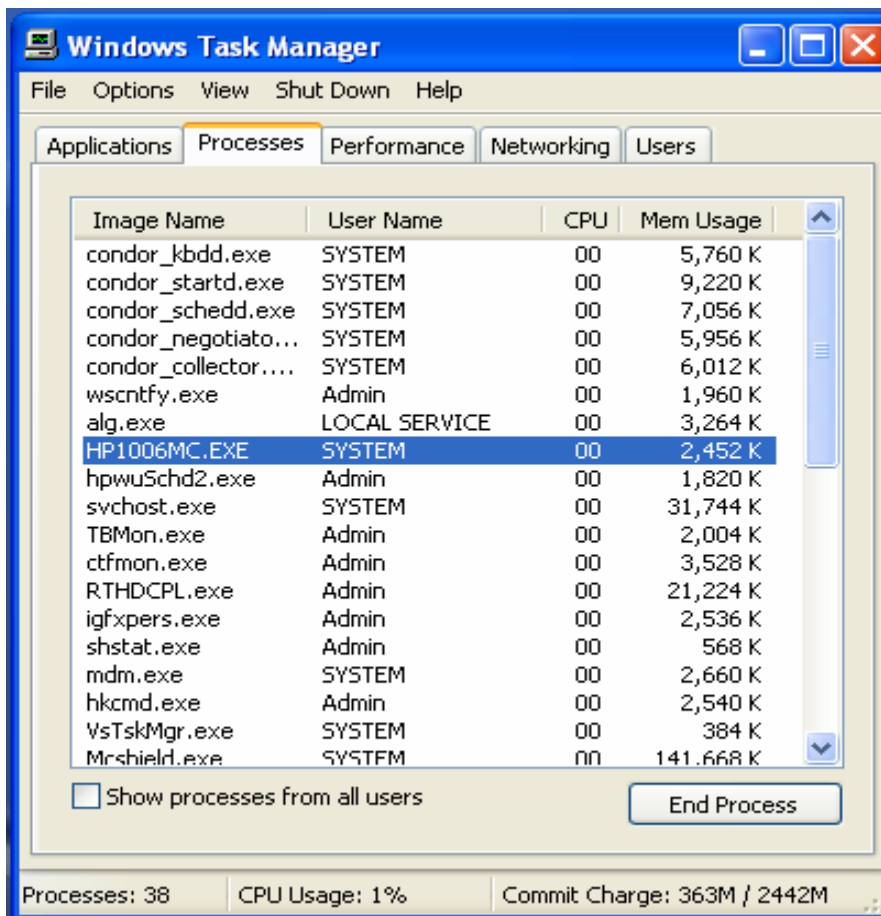 Windows Task Manager
File Options View Shut Down Help
Applications Processes Performance Networking Users
Image Name User Name CPU Mem Usage
condor_kbdd.exe SYSTEM 00 5,760 K
condor_startd.exe SYSTEM 00 9,220 K
condor_schedd.exe SYSTEM 00 7,056 K
condor_negotiato... SYSTEM 00 5,956 K
condor_collector.... SYSTEM 00 6,012 K
wscntfy.exe Admin 00 1,960 K
alg.exe LOCAL SERVICE 00 3,264 K
HP1006MC.EXE SYSTEM 00 2,452 K
hpwuSchd2.exe Admin 00 1,820 K
svchost.exe SYSTEM 00 31,744 K
TBMon.exe Admin 00 2,004 K
ctfmon.exe Admin 00 3,528 K
RTHDCPL.exe Admin 00 21,224 K
igfxpers.exe Admin 00 2,536 K
shstat.exe Admin 00 568 K
mdm.exe SYSTEM 00 2,660 K
hkcmd.exe Admin 00 2,540 K
VsTskMgr.exe SYSTEM 00 384 K
Mcshield.exe SYSTEM 00 141,668 K
Show processes from all users End Process
Processes: 38 CPU Usage: 1% Commit Charge: 363M / 2442M